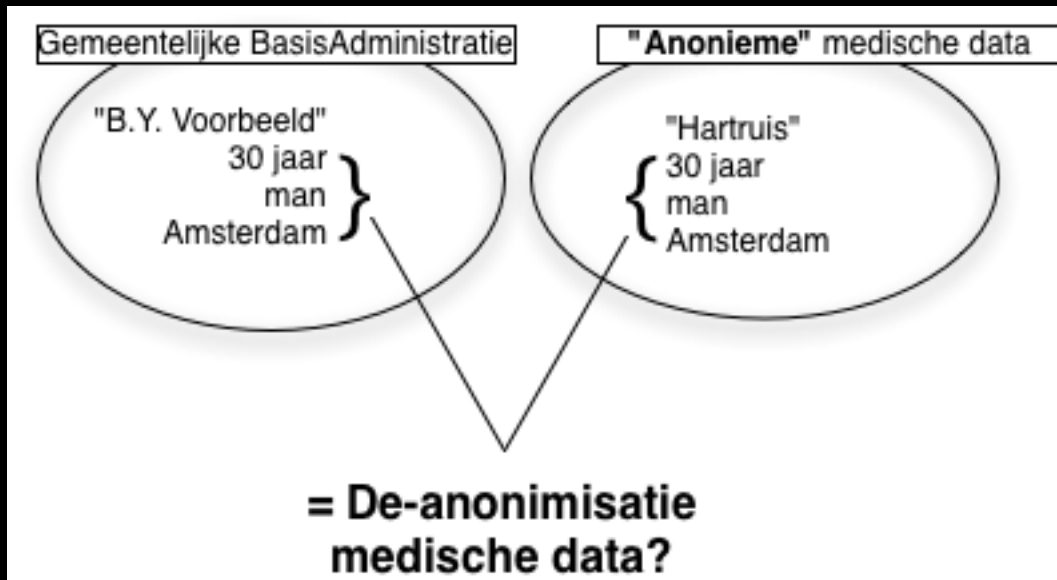 Gemeentelijke BasisAdministratie
"B.Y. Voorbeeld"
30 jaar
man
Amsterdam
"Anonieme" medische data
"Hartruis"
30 jaar
man
Amsterdam
= De-anonimisatie
medische data?